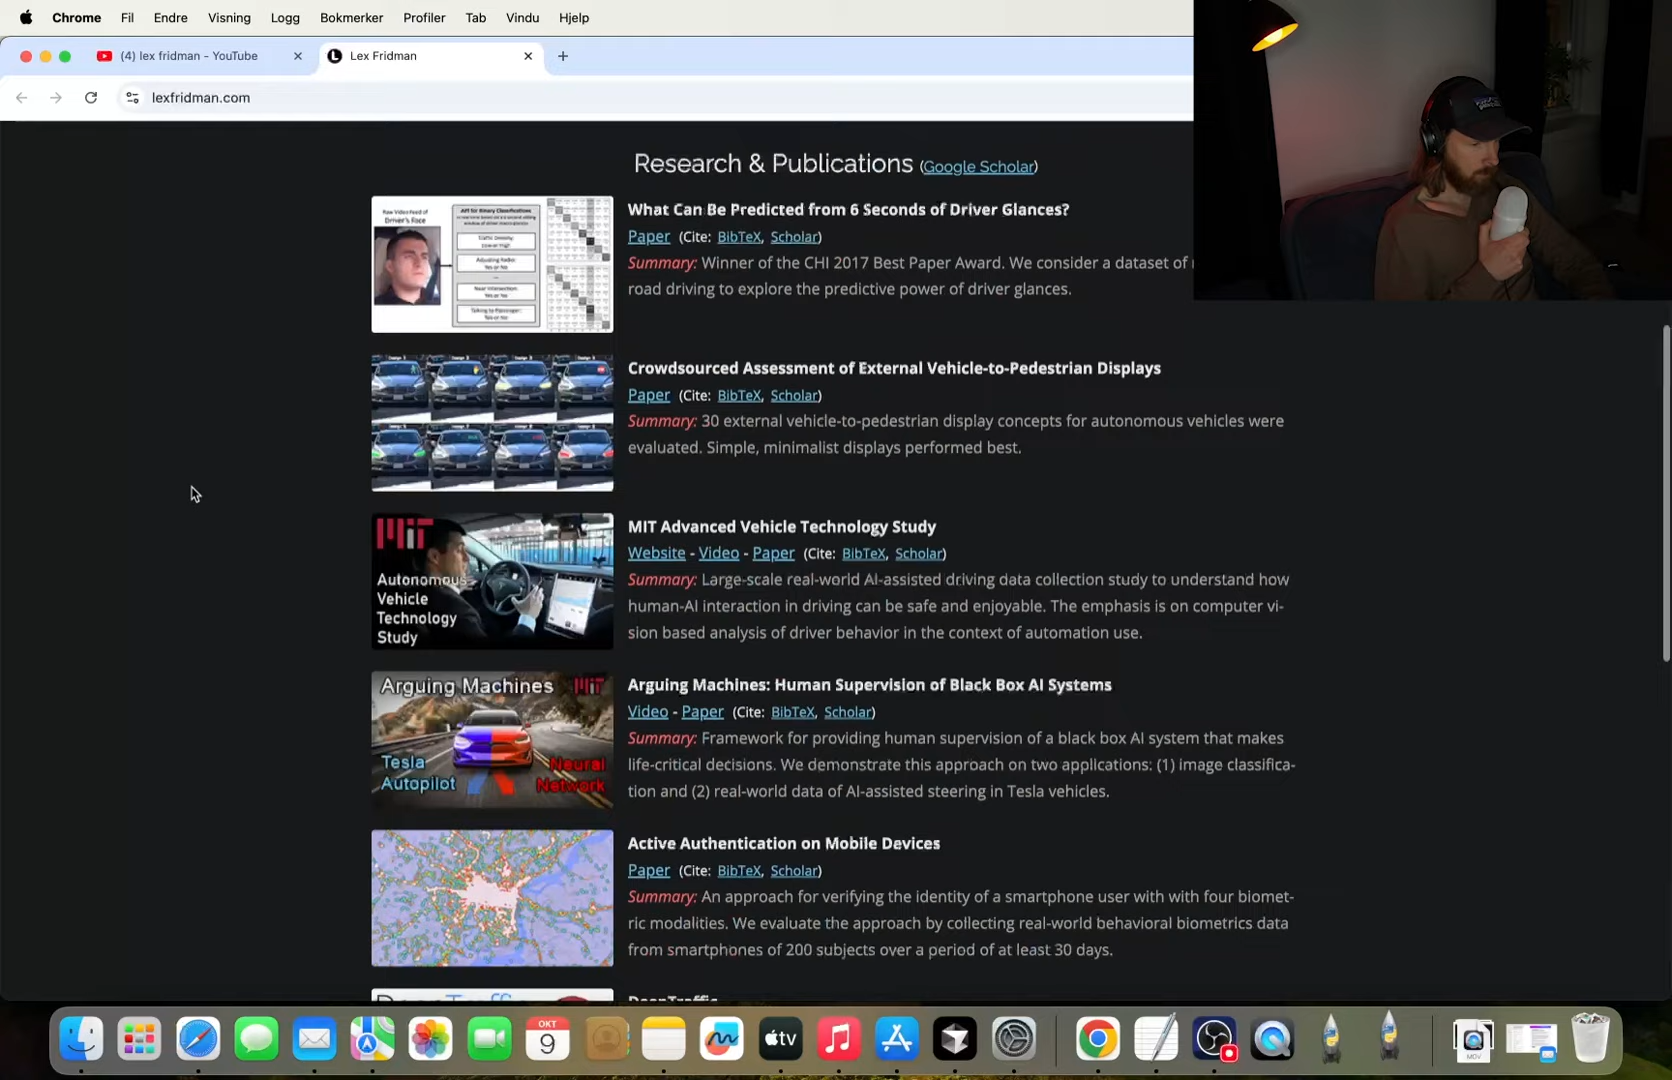 Chrome Fil Endre Visning Logg Bokmerker Profiler Tab Vindu Hjelp
(4) lex fridman - YouTube
Lex Fridman
lexfridman.com
Research & Publications (Google Scholar)
Raw Video Feed of
Driver's Face
What Can Be Predicted from 6 Seconds of Driver Glances?
Paper (Cite: BibTeX, Scholar)
Summary: Winner of the CHI 2017 Best Paper Award. We consider a dataset of
road driving to explore the predictive power of driver glances.
Crowdsourced Assessment of External Vehicle-to-Pedestrian Displays
Paper (Cite: BibTeX, Scholar)
Summary: 30 external vehicle-to-pedestrian display concepts for autonomous vehicles were
evaluated. Simple, minimalist displays performed best.
MIT
Autonomous
Vehicle
Technology
Study
MIT Advanced Vehicle Technology Study
Website - Video - Paper (Cite: BibTeX, Scholar)
Summary: Large-scale real-world AI-assisted driving data collection study to understand how
human-AI interaction in driving can be safe and enjoyable. The emphasis is on computer vi-
sion based analysis of driver behavior in the context of automation use.
Arguing Machines MIT
Tesla
Autopilot
Neural
Network
Arguing Machines: Human Supervision of Black Box AI Systems
Video - Paper (Cite: BibTeX, Scholar)
Summary: Framework for providing human supervision of a black box AI system that makes
life-critical decisions. We demonstrate this approach on two applications: (1) image classifica-
tion and (2) real-world data of AI-assisted steering in Tesla vehicles.
Active Authentication on Mobile Devices
Paper (Cite: BibTeX, Scholar)
Summary: An approach for verifying the identity of a smartphone user with with four biomet-
ric modalities. We evaluate the approach by collecting real-world behavioral biometrics data
from smartphones of 200 subjects over a period of at least 30 days.
DeepTraffic
OKT
9
tv
MOV